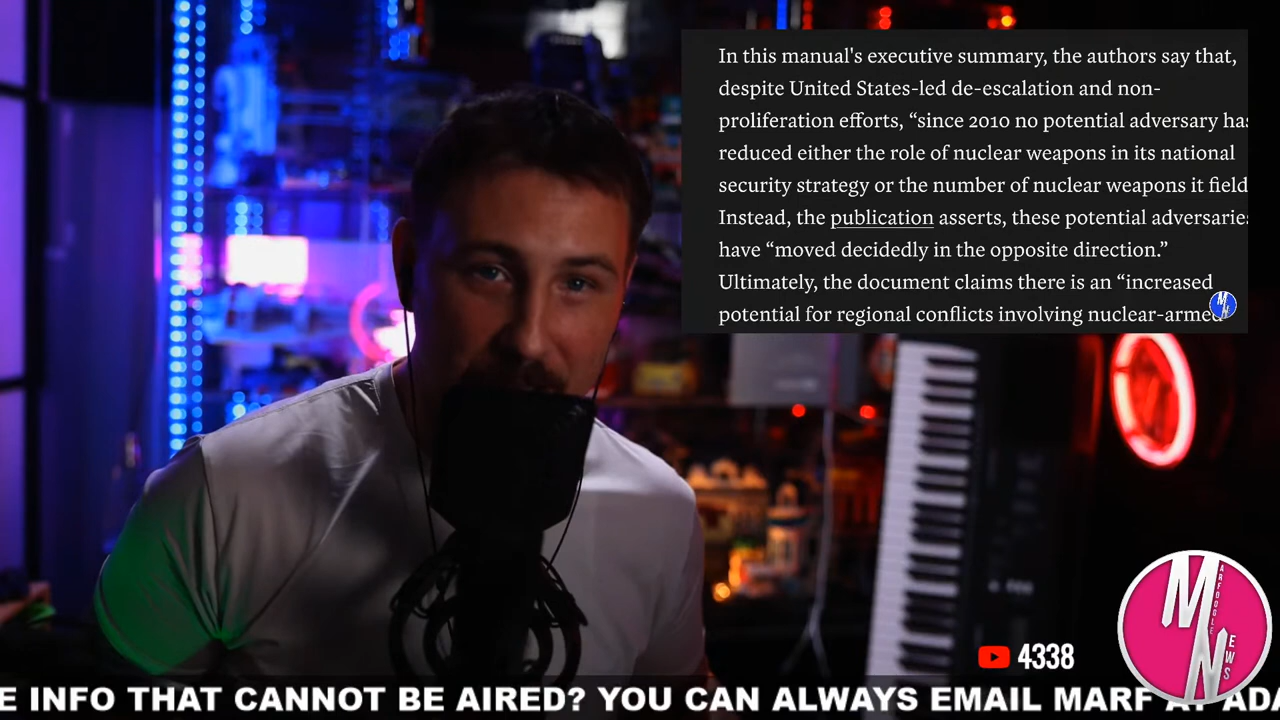 In this manual's executive summary, the authors say that,
despite United States-led de-escalation and non-
proliferation efforts, “since 2010 no potential adversary has
reduced either the role of nuclear weapons in its national
security strategy or the number of nuclear weapons it field
Instead, the publication asserts, these potential adversaries
have “moved decidedly in the opposite direction.”
Ultimately, the document claims there is an “increased
potential for regional conflicts involving nuclear-armed
MN
4338
MARFOOGLE
NEWS
E INFO THAT CANNOT BE AIRED? YOU CAN ALWAYS EMAIL MARF AT ADA